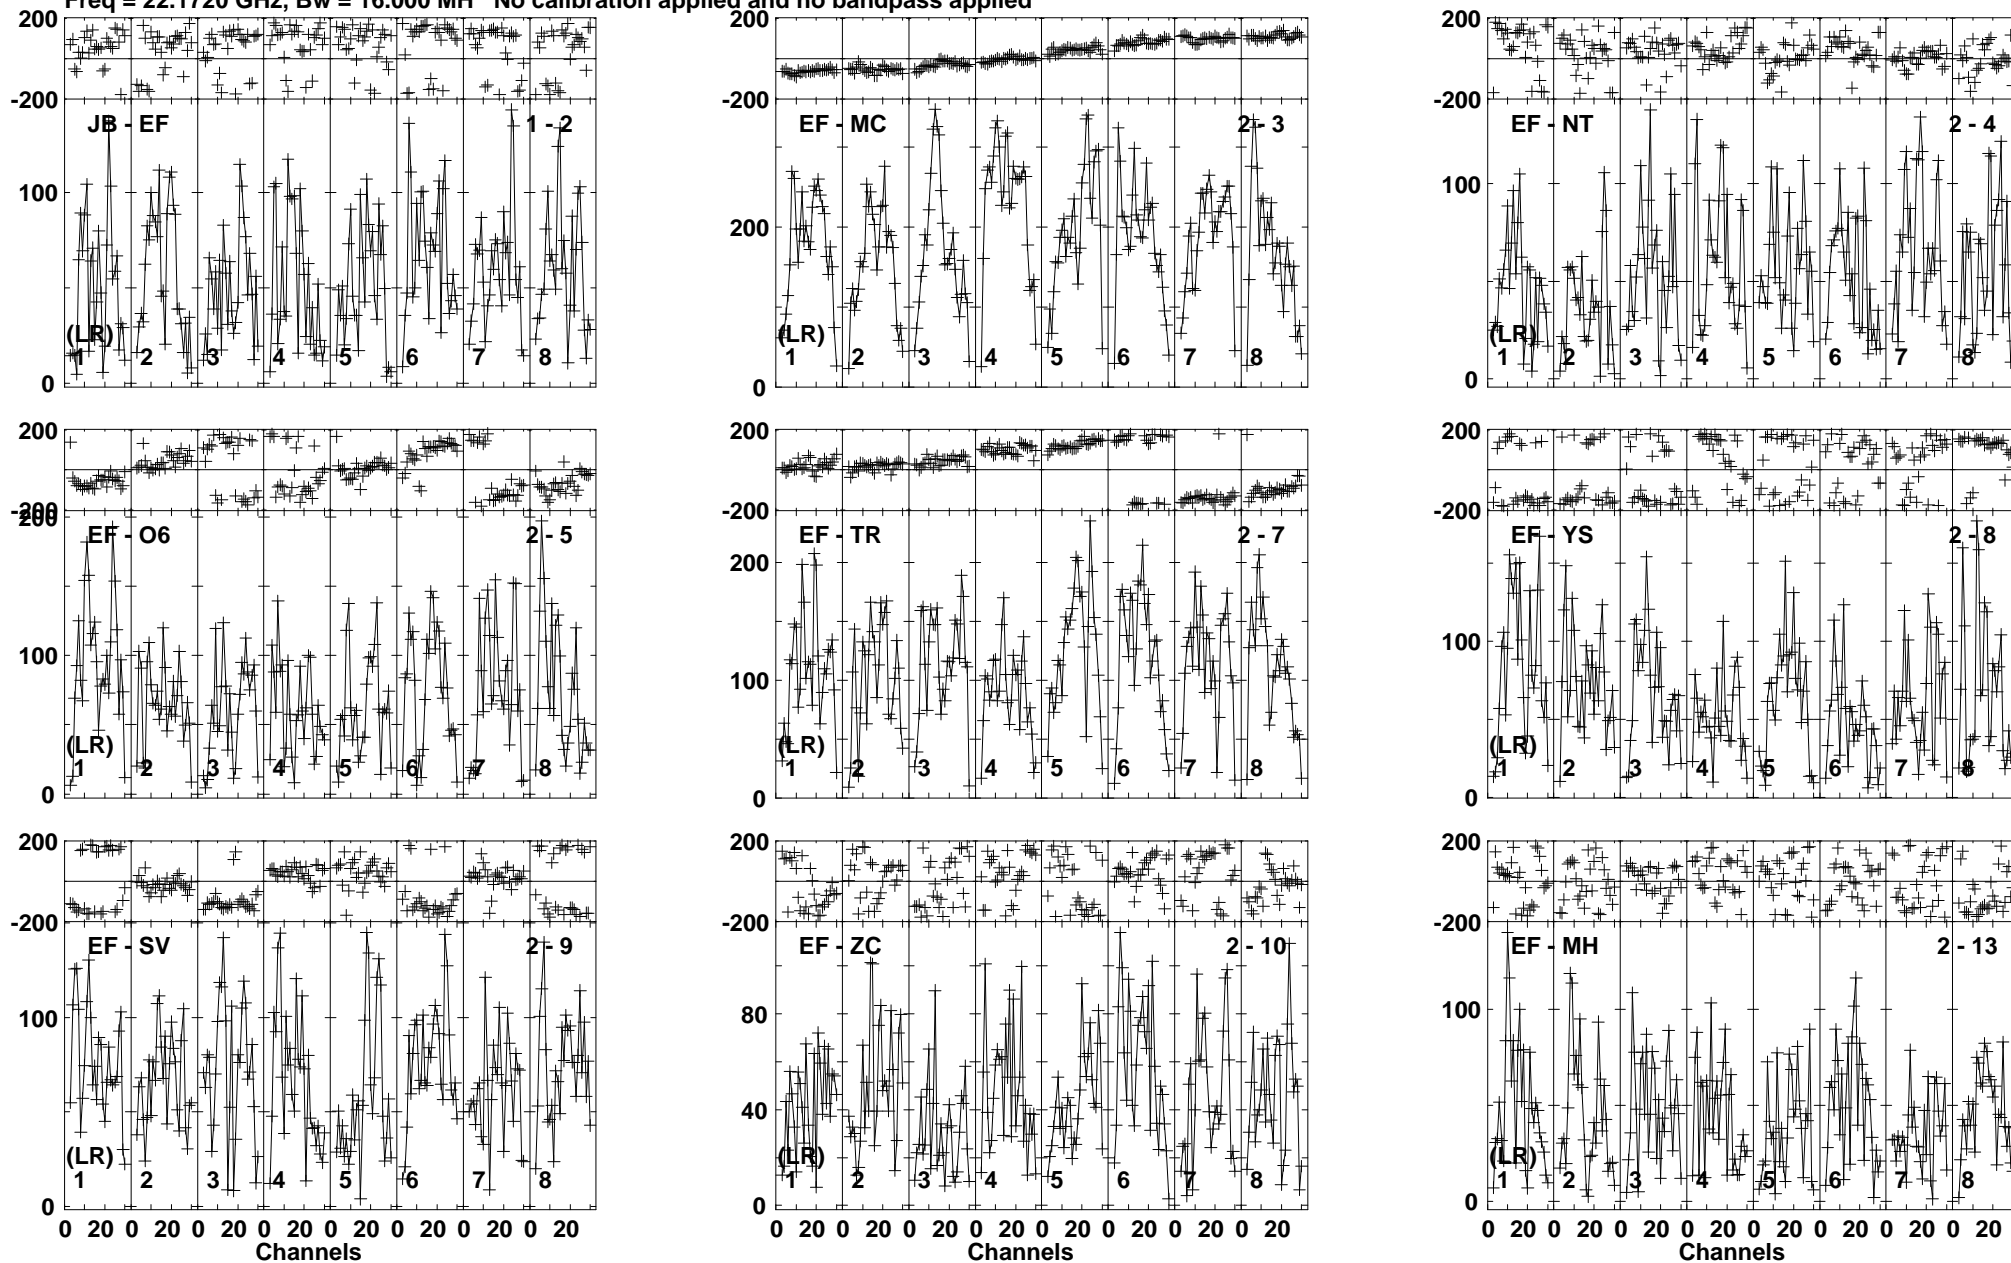 Freq = 22.1720 GHz, Bw = 16.000 MH No calibration applied and no bandpass applied
200 200 200
-200 -200 -200
JB - EF 1 - 2 EF - MC 2 - 3 EF - NT 2 - 4
100 200 100
(LR) (LR) (LR)
1 2 3 4 5 6 7 8 1 2 3 4 5 6 7 8 1 2 3 4 5 6 7 8
0 0 0
200 200 200
-200 -200 -200
200
EF - O6 2 - 5 EF - TR 2 - 7 EF - YS 2 - 8
200
100 100 100
(LR) (LR) (LR)
1 2 3 4 5 6 7 8 1 2 3 4 5 6 7 8 1 2 3 4 5 6 7 8
0 0 0
200 200 200
-200 -200 -200
EF - SV 2 - 9 EF - ZC 2 - 10 EF - MH 2 - 13
100 80 100
40
(LR) (LR) (LR)
1 2 3 4 5 6 7 8 1 2 3 4 5 6 7 8 1 2 3 4 5 6 7 8
0 0 0
0 20 0 20 0 20 0 20 0 20 0 20 0 20 0 20 0 20 0 20 0 20 0 20 0 20 0 20 0 20 0 20 0 20 0 20 0 20 0 20 0 20 0 20 0 20 0 20
Channels Channels Channels